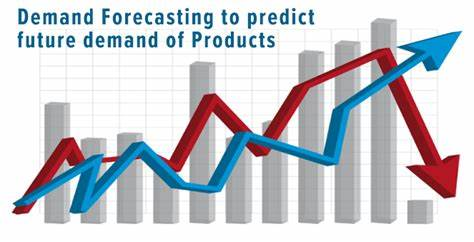 Demand Forecasting to predict
future demand of Products